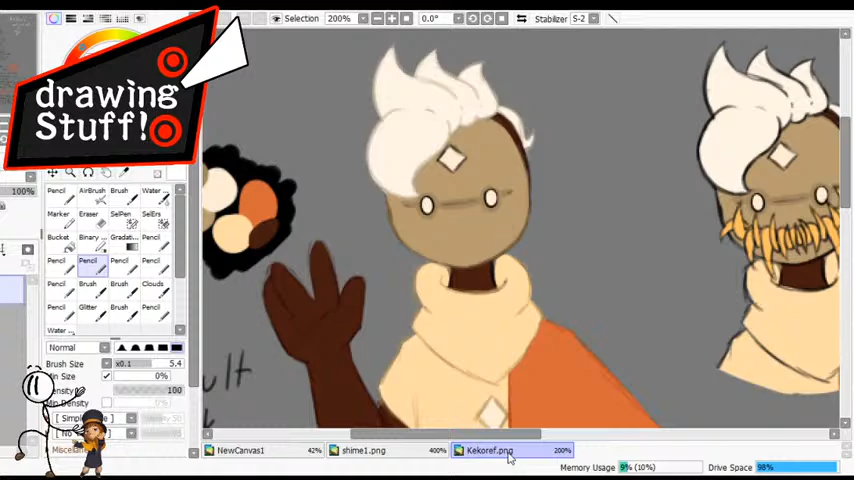 Selection 200% 0.0° Stabilizer S-2
drawing
Stuff!
100%
Pencil AirBrush Brush Water ...
Marker Eraser SelPen SelErs
Bucket Binary ... Gradati... Pencil
Pencil Pencil Pencil Pencil
Brush Brush Brush Clouds
Pencil Glitter Brush Pencil
Water ...
Normal
Brush Size x0.1 5.4
Min Size 0%
100
Min Density
ult
NewCanvas1 42% shime1.png 400% Kekoref.png 200%
Memory Usage 9% (10%) Drive Space 98%